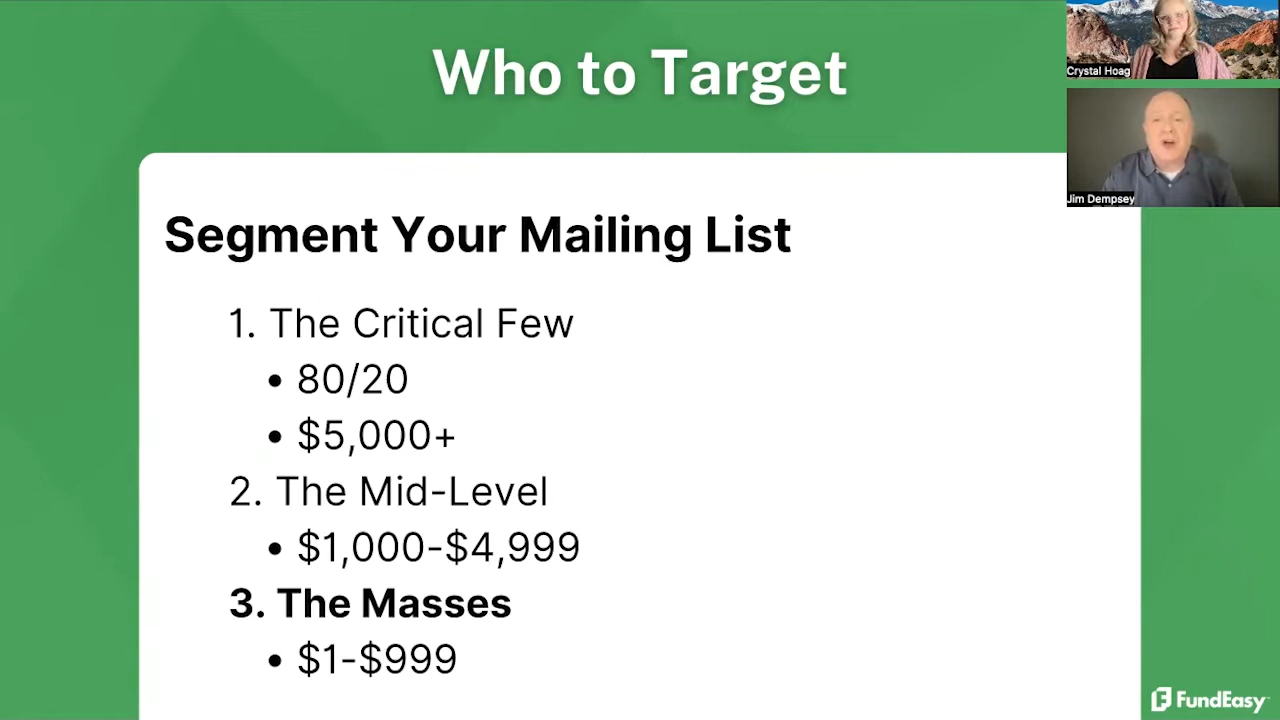 Who to Target
Crystal Hoag
Jim Dempsey
Segment Your Mailing List
1. The Critical Few
• 80/20
• $5,000+
2. The Mid-Level
• $1,000-$4,999
3. The Masses
• $1-$999
FundEasy